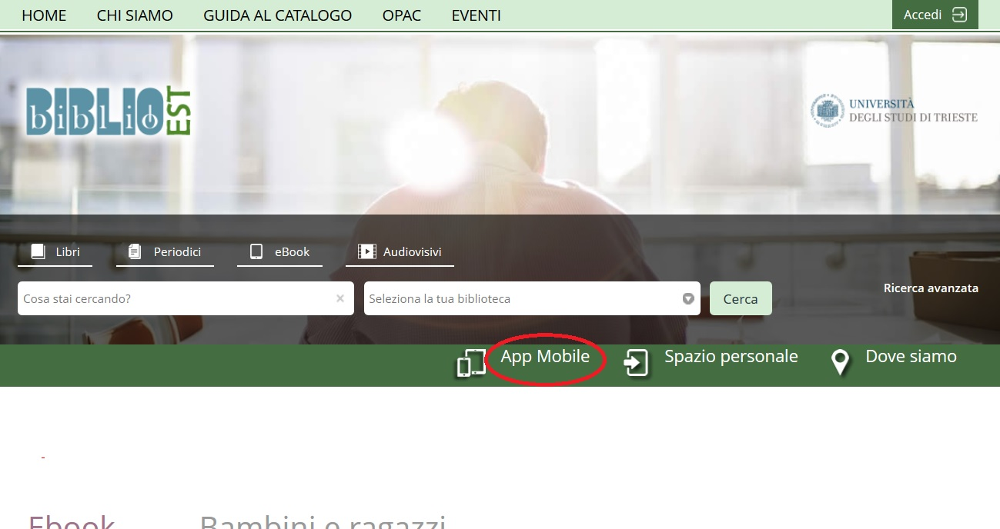 HOME CHI SIAMO GUIDA AL CATALOGO OPAC EVENTI Accedi
BIBLIO EST
biblio
UNIVERSITÀ
DEGLI STUDI DI TRIESTE
Libri Periodici eBook Audiovisivi
Cosa stai cercando? × Seleziona la tua biblioteca Cerca Ricerca avanzata
App Mobile Spazio personale Dove siamo
-
Ebook Bambini e ragazzi